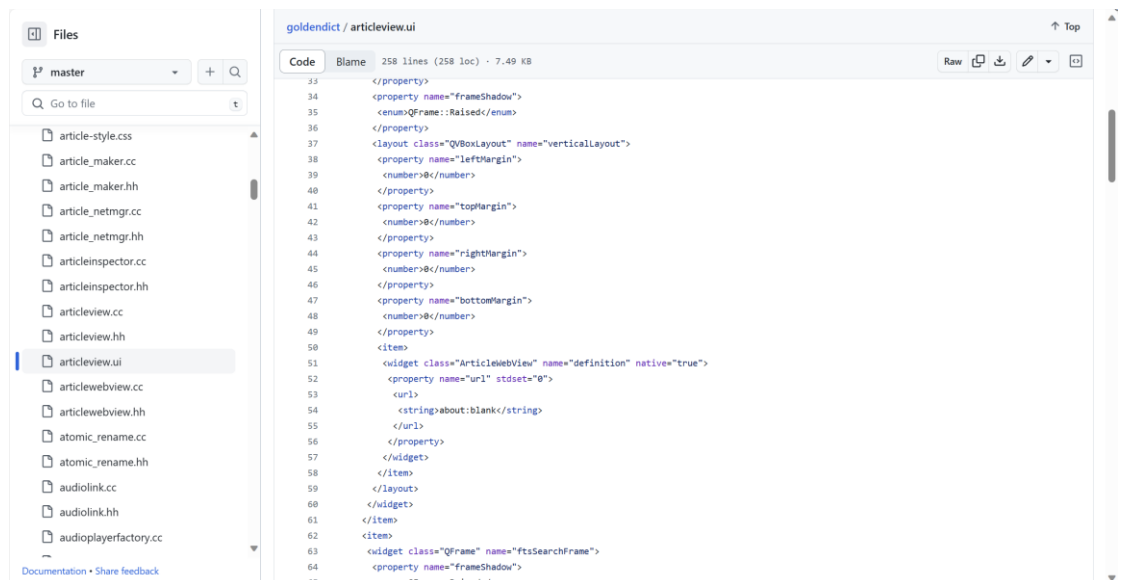 Files
master
Go to file
t
article-style.css
article_maker.cc
article_maker.hh
article_netmgr.cc
article_netmgr.hh
articleinspector.cc
articleinspector.hh
articleview.cc
articleview.hh
articleview.ui
articlewebview.cc
articlewebview.hh
atomic_rename.cc
atomic_rename.hh
audiolink.cc
audiolink.hh
audioplayerfactory.cc
Documentation • Share feedback
goldendict / articleview.ui
Top
Code Blame 258 lines (258 loc) · 7.49 KB
Raw
33 </property>
34 <property name="frameShadow">
35 <enum>QFrame::Raised</enum>
36 </property>
37 <layout class="QVBoxLayout" name="verticalLayout">
38 <property name="leftMargin">
39 <number>0</number>
40 </property>
41 <property name="topMargin">
42 <number>0</number>
43 </property>
44 <property name="rightMargin">
45 <number>0</number>
46 </property>
47 <property name="bottomMargin">
48 <number>0</number>
49 </property>
50 <item>
51 <widget class="ArticleWebView" name="definition" native="true">
52 <property name="url" stdset="0">
53 <url>
54 <string>about:blank</string>
55 </url>
56 </property>
57 </widget>
58 </item>
59 </layout>
60 </widget>
61 </item>
62 <item>
63 <widget class="QFrame" name="ftsSearchFrame">
64 <property name="frameShadow">